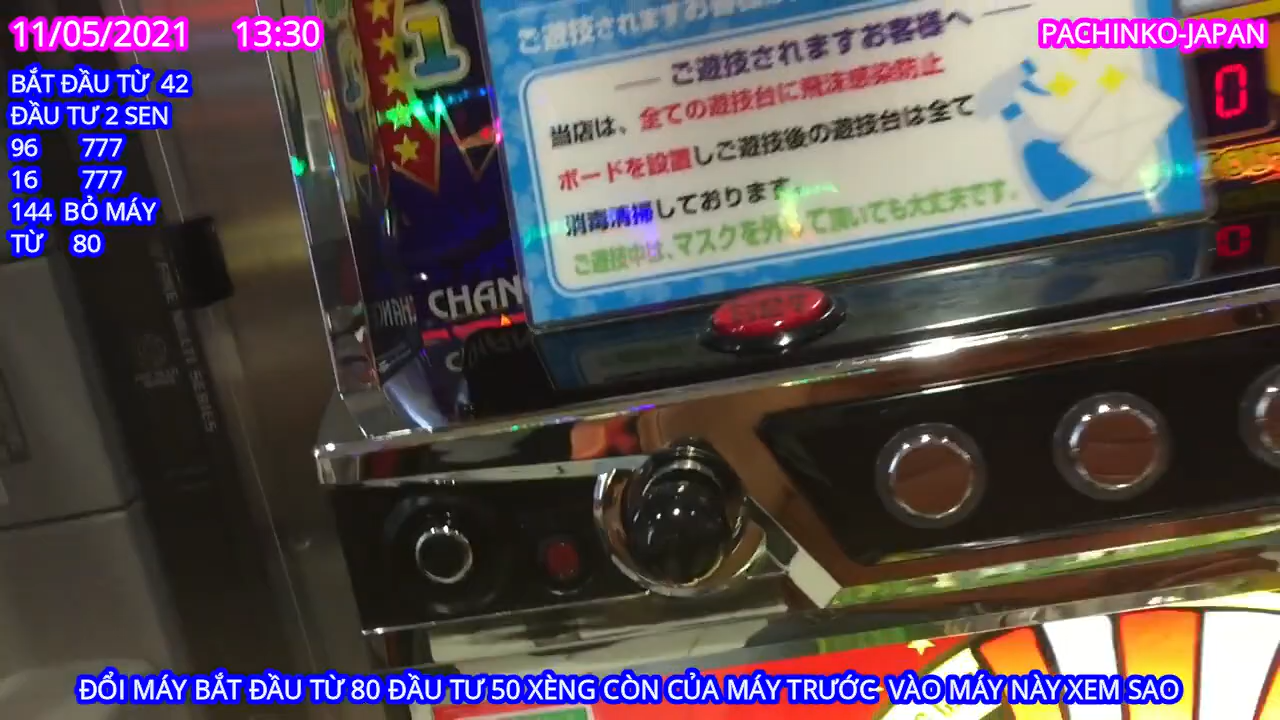 11/05/2021 13:30
PACHINKO-JAPAN
BẮT ĐẦU TỪ 42
ĐẦU TƯ 2 SEN
96 777
16 777
144 BỎ MÁY
TỪ 80
1
ご遊技されますお客様へ
全ての遊技台に飛沫感染防止
当店は、
ボードを設置しご遊技後の遊技台は全て
消毒清掃しております。
ご遊技中は、マスクを外して頂いても大丈夫です。
0
0
CHAN
ĐỔI MÁY BẮT ĐẦU TỪ 80 ĐẦU TƯ 50 XÈNG CÒN CỦA MÁY TRƯỚC VÀO MÁY NÀY XEM SAO